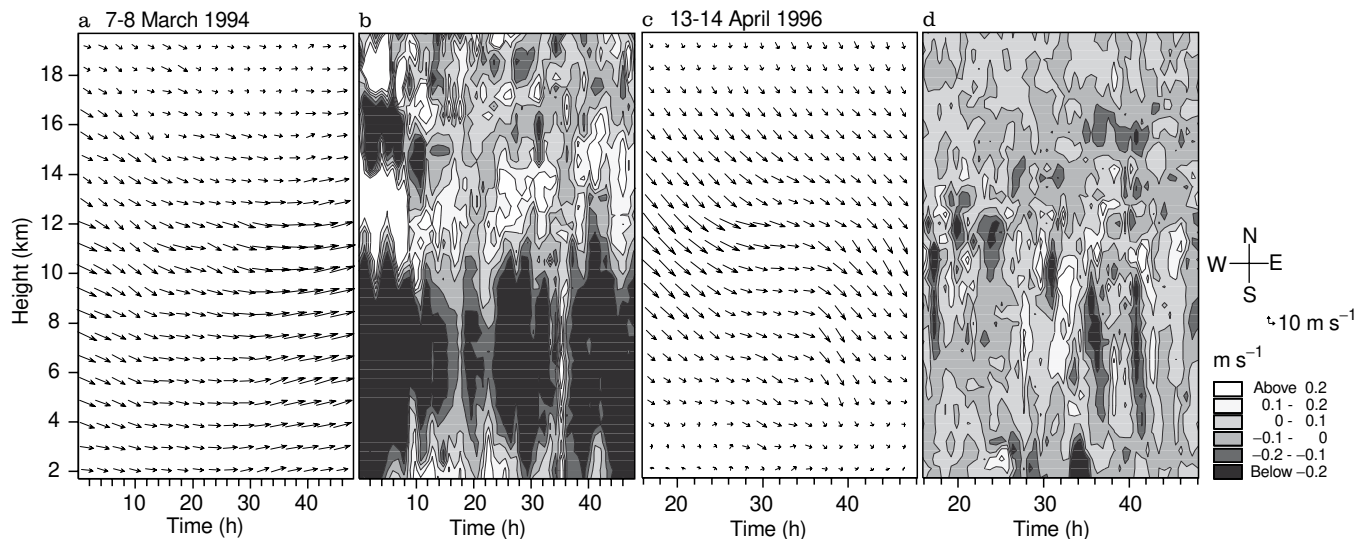 a 7-8 March 1994
b
c 13-14 April 1996
d
Height (km)
18
16
14
12
10
8
6
4
2
10 20 30 40
Time (h)
10 20 30 40
Time (h)
20 30 40
Time (h)
20 30 40
Time (h)
N
W E
S
10 m s⁻¹
m s⁻¹
Above 0.2
0.1 - 0.2
0 - 0.1
−0.1 - 0
−0.2 - −0.1
Below −0.2